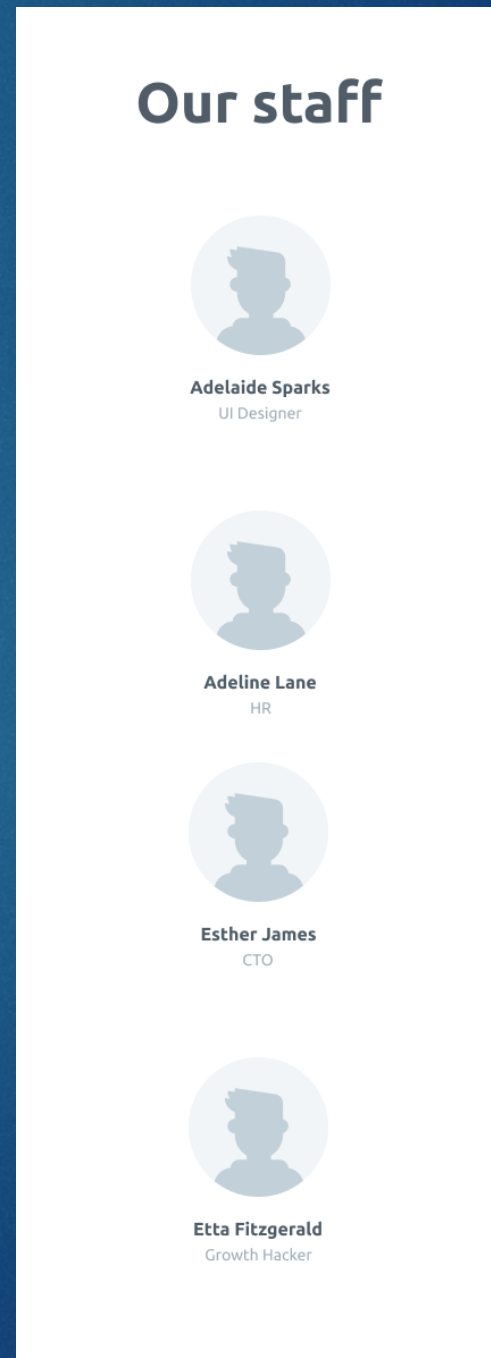 Our staff
Adelaide Sparks
UI Designer
Adeline Lane
HR
Esther James
CTO
Etta Fitzgerald
Growth Hacker